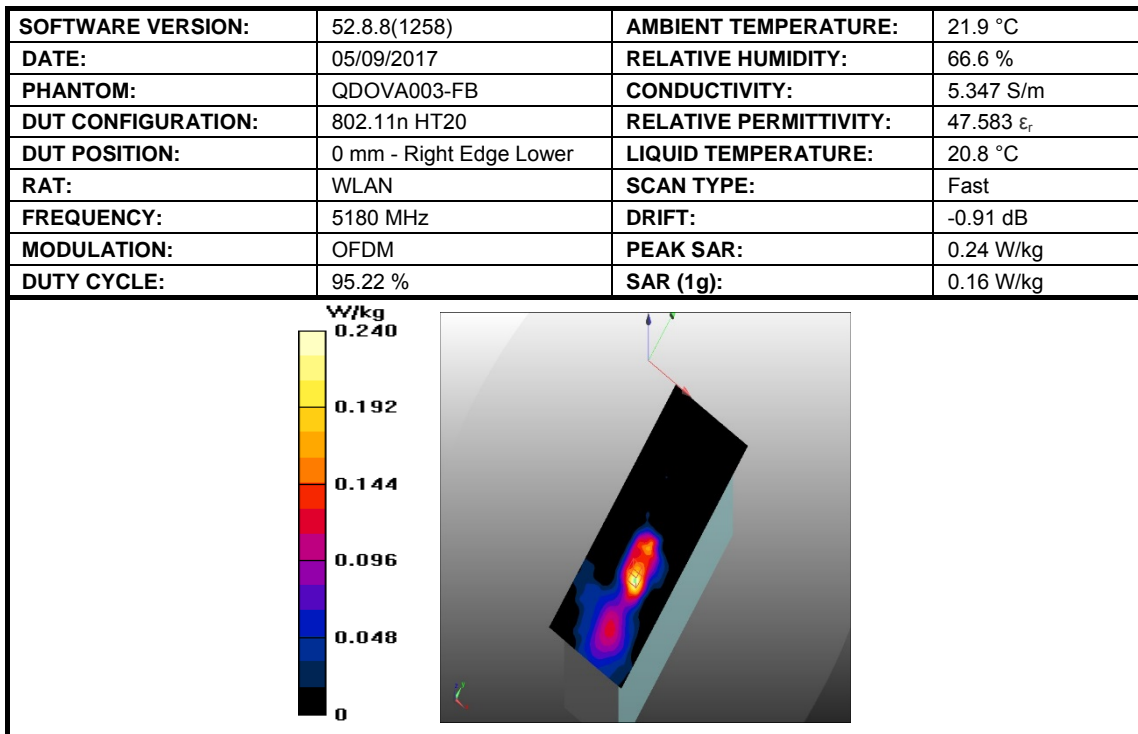 SOFTWARE VERSION: 52.8.8(1258) AMBIENT TEMPERATURE: 21.9 °C
DATE: 05/09/2017 RELATIVE HUMIDITY: 66.6 %
PHANTOM: QDOVA003-FB CONDUCTIVITY: 5.347 S/m
DUT CONFIGURATION: 802.11n HT20 RELATIVE PERMITTIVITY: 47.583 εr
DUT POSITION: 0 mm - Right Edge Lower LIQUID TEMPERATURE: 20.8 °C
RAT: WLAN SCAN TYPE: Fast
FREQUENCY: 5180 MHz DRIFT: -0.91 dB
MODULATION: OFDM PEAK SAR: 0.24 W/kg
DUTY CYCLE: 95.22 % SAR (1g): 0.16 W/kg
W/kg
0.240
0.192
0.144
0.096
0.048
0